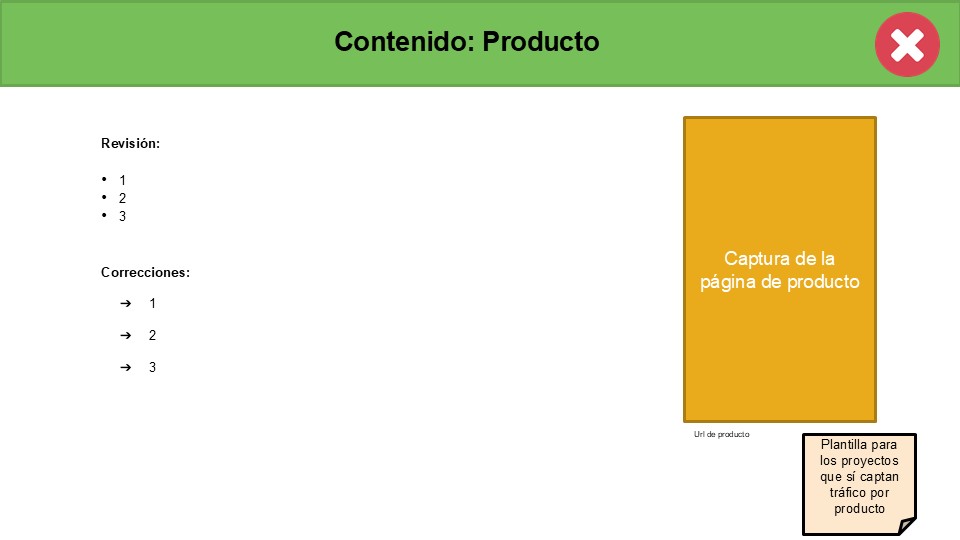 Contenido: Producto
Revisión:
• 1
• 2
• 3
Correcciones:
➔ 1
➔ 2
➔ 3
Captura de la
página de producto
Url de producto
Plantilla para
los proyectos
que sí captan
tráfico por
producto